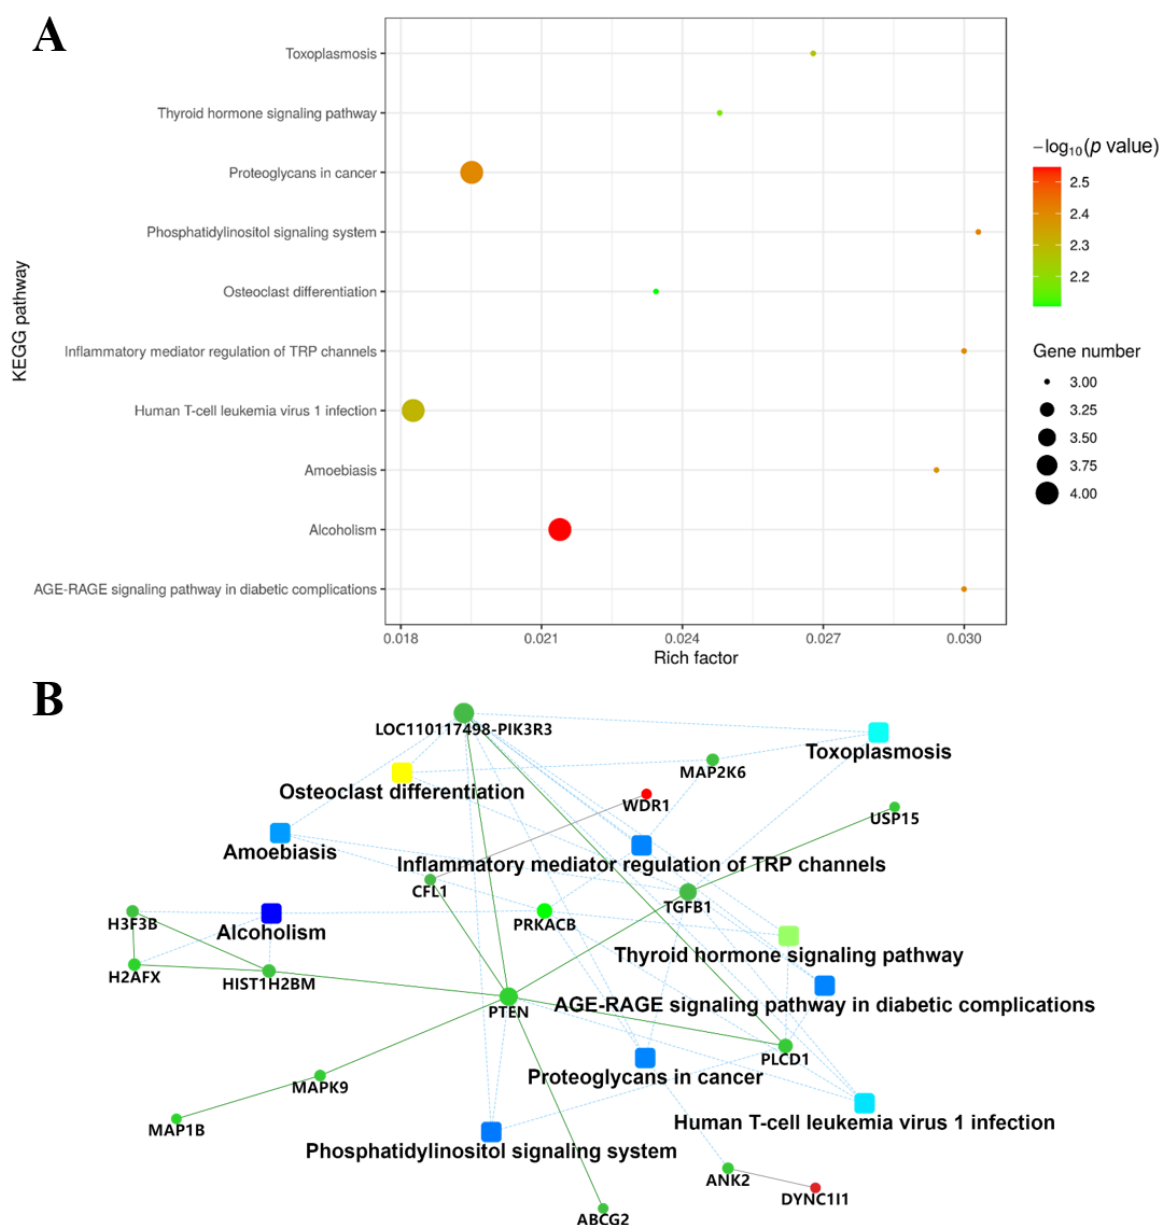 A
KEGG pathway
Toxoplasmosis
Thyroid hormone signaling pathway
Proteoglycans in cancer
Phosphatidylinositol signaling system
Osteoclast differentiation
Inflammatory mediator regulation of TRP channels
Human T-cell leukemia virus 1 infection
Amoebiasis
Alcoholism
AGE-RAGE signaling pathway in diabetic complications
0.018 0.021 0.024 0.027 0.030
Rich factor
−log10(p value)
2.5
2.4
2.3
2.2
Gene number
3.00
3.25
3.50
3.75
4.00
B
LOC110117498-PIK3R3
Toxoplasmosis
MAP2K6
Osteoclast differentiation
WDR1
USP15
Amoebiasis
Inflammatory mediator regulation of TRP channels
CFL1
TGFB1
H3F3B
Alcoholism
PRKACB
Thyroid hormone signaling pathway
H2AFX
HIST1H2BM
AGE-RAGE signaling pathway in diabetic complications
PTEN
PLCD1
Proteoglycans in cancer
MAPK9
Human T-cell leukemia virus 1 infection
MAP1B
Phosphatidylinositol signaling system
ANK2
DYNC1I1
ABCG2